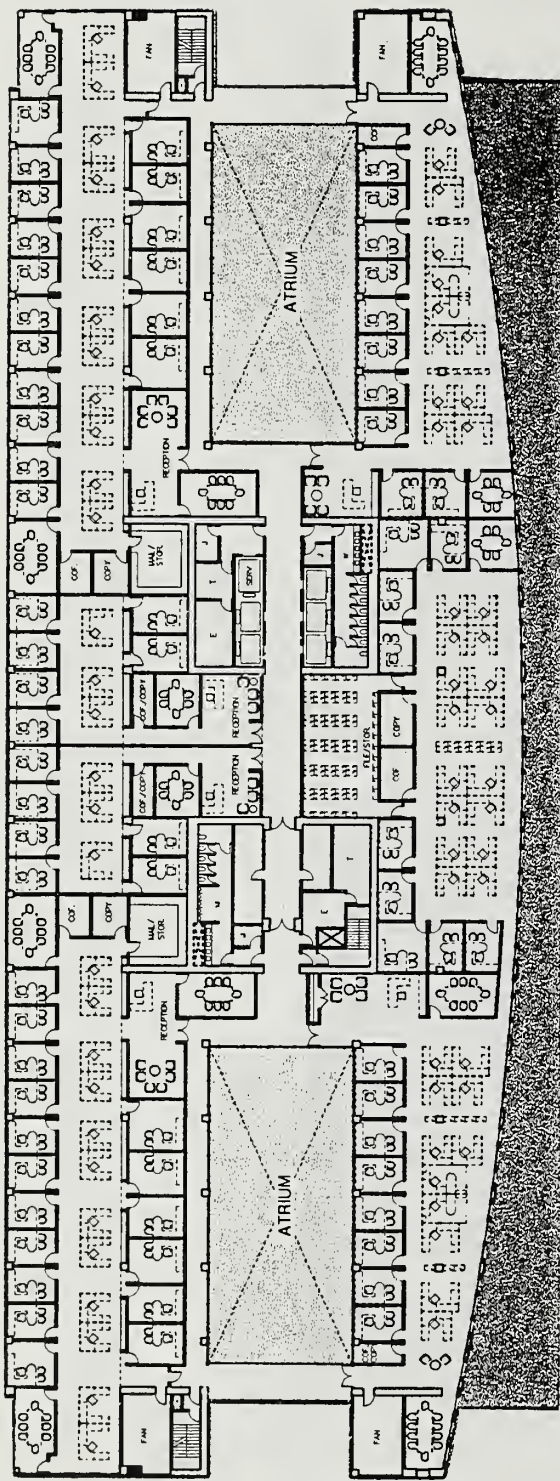 FAN
FAN
ATRIUM
RECEPTION
COF.
COPY
MAIL/
STOR.
J
T
E
SERV
J
COF/COPY
RECEPTION
FILE/STOR.
COPY
COF
COF/COPY
RECEPTION
COF.
COPY
MAIL/
STOR.
J
T
E
RECEPTION
ATRIUM
FAN
FAN